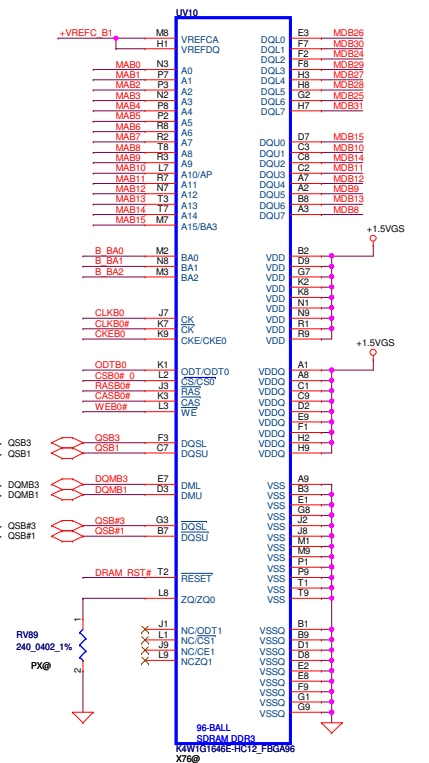 UV10
+VREFC_B1 M8 VREFCA
H1 VREFDQ
MAB0 N3 A0
MAB1 P7 A1
MAB2 P3 A2
MAB3 N2 A3
MAB4 P8 A4
MAB5 P2 A5
MAB6 R8 A6
MAB7 R2 A7
MAB8 T8 A8
MAB9 R3 A9
MAB10 L7 A10/AP
MAB11 R7 A11
MAB12 N7 A12
MAB13 T3 A13
MAB14 T7 A14
MAB15 M7 A15/BA3
B_BA0 M2 BA0
B_BA1 N8 BA1
B_BA2 M3 BA2
CLKB0 J7 CK
CLKB0# K7 CK
CKEB0 K9 CKE/CKE0
ODTB0 K1 ODT/ODT0
CSB0#_0 L2 CS/CS0
RASB0# J3 RAS
CASB0# K3 CAS
WEB0# L3 WE
QSB3 QSB3 F3 DQSL
QSB1 QSB1 C7 DQSU
DQMB3 DQMB3 E7 DML
DQMB1 DQMB1 D3 DMU
QSB#3 QSB#3 G3 DQSL
QSB#1 QSB#1 B7 DQSU
DRAM_RST# T2 RESET
L8 ZQ/ZQ0
J1 NC/ODT1
L1 NC/CS1
J9 NC/CE1
L9 NCZQ1
1
RV89
240_0402_1%
PX@
2
DQL0 E3 MDB26
DQL1 F7 MDB30
DQL2 F2 MDB24
DQL3 F8 MDB29
DQL4 H3 MDB27
DQL5 H8 MDB28
DQL6 G2 MDB25
DQL7 H7 MDB31
DQU0 D7 MDB15
DQU1 C3 MDB10
DQU2 C8 MDB14
DQU3 C2 MDB11
DQU4 A7 MDB12
DQU5 A2 MDB9
DQU6 B8 MDB13
DQU7 A3 MDB8
+1.5VGS
VDD B2
VDD D9
VDD G7
VDD K2
VDD K8
VDD N1
VDD N9
VDD R1
VDD R9
+1.5VGS
VDDQ A1
VDDQ A8
VDDQ C1
VDDQ C9
VDDQ D2
VDDQ E9
VDDQ F1
VDDQ H2
VDDQ H9
VSS A9
VSS B3
VSS E1
VSS G8
VSS J2
VSS J8
VSS M1
VSS M9
VSS P1
VSS P9
VSS T1
VSS T9
VSSQ B1
VSSQ B9
VSSQ D1
VSSQ D8
VSSQ E2
VSSQ E8
VSSQ F9
VSSQ G1
VSSQ G9
96-BALL
SDRAM DDR3
K4W1G1646E-HC12_FBGA96
X76@